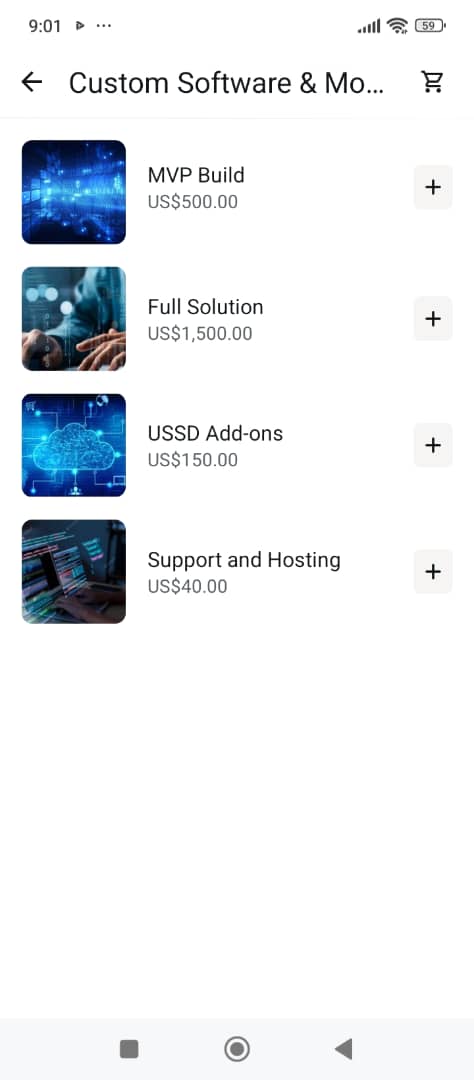 9:01 ...
59
Custom Software & Mo...
MVP Build
US$500.00
Full Solution
US$1,500.00
USSD Add-ons
US$150.00
Support and Hosting
US$40.00